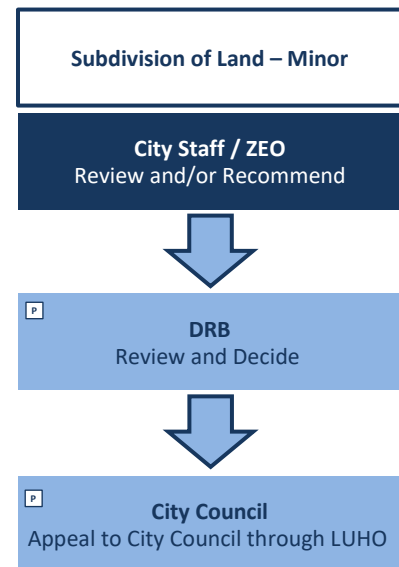 Subdivision of Land – Minor
City Staff / ZEO
Review and/or Recommend
P
DRB
Review and Decide
P
City Council
Appeal to City Council through LUHO